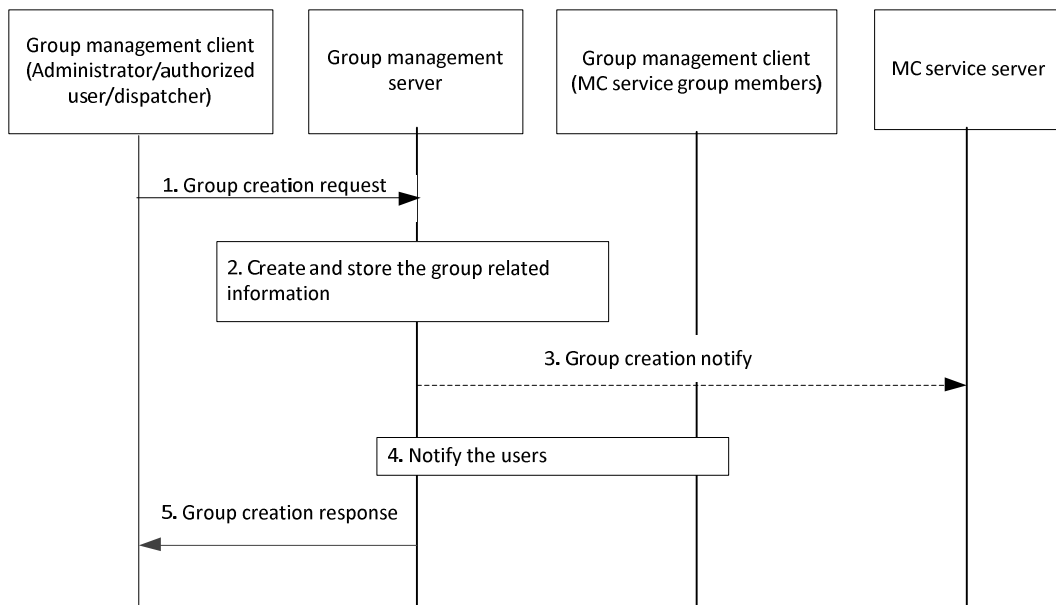 Group management client
(Administrator/authorized
user/dispatcher)
Group management
server
Group management client
(MC service group members)
MC service server
1. Group creation request
2. Create and store the group related
information
3. Group creation notify
4. Notify the users
5. Group creation response